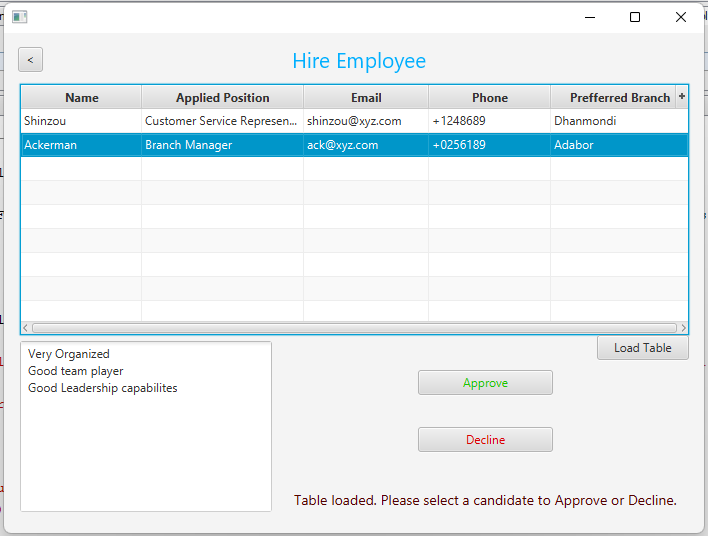 <
Hire Employee
Name Applied Position Email Phone Prefferred Branch +
Shinzou Customer Service Represen... shinzou@xyz.com +1248689 Dhanmondi
Ackerman Branch Manager ack@xyz.com +0256189 Adabor
Load Table
Very Organized
Good team player
Good Leadership capabilites
Approve
Decline
Table loaded. Please select a candidate to Approve or Decline.